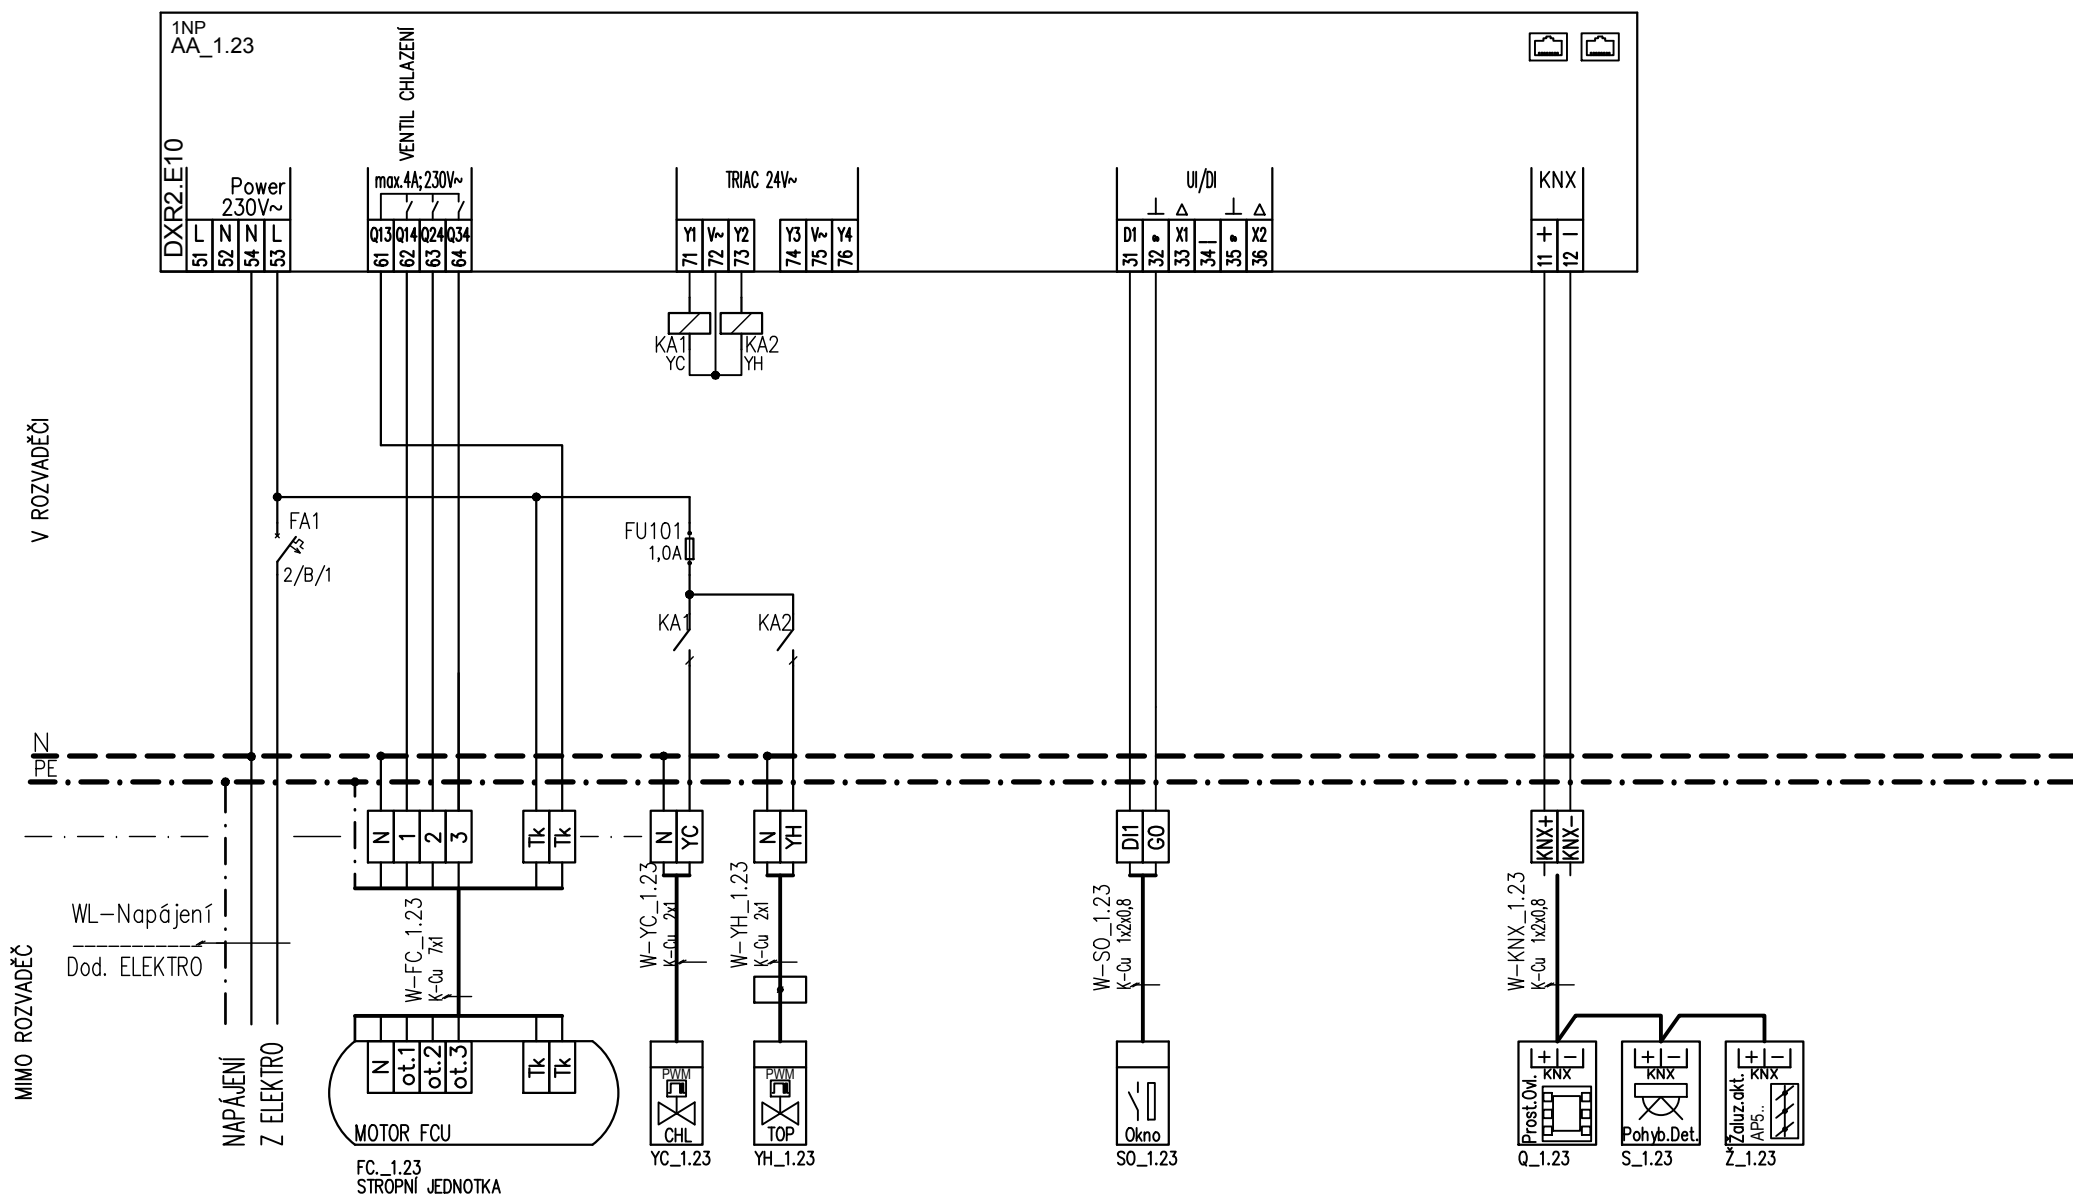 1NP
AA_1.23
DXR2.E10
Power
230V~
L N N L
51 52 54 53
VENTIL CHLAZENÍ
max.4A;230V~
Q13 Q14 Q24 Q34
61 62 63 64
TRIAC 24V~
Y1 V~ Y2
71 72 73
Y3 V~ Y4
74 75 76
UI/DI
D1 X1 X2
31 32 33 34 35 36
KNX
+ −
11 12
KA1
YC
KA2
YH
V ROZVADĚČI
FA1
2/B/1
FU101
1,0A
KA1
KA2
N
PE
N 1 2 3
Tk Tk
N YC
N YH
DI1 GO
KNX+ KNX-
MIMO ROZVADĚČ
WL-Napájení
Dod. ELEKTRO
NAPÁJENÍ
Z ELEKTRO
W-FC_1.23
K-Cu 7x1
W-YC_1.23
K-Cu 2x1
W-YH_1.23
K-Cu 2x1
W-SO_1.23
K-Cu 1x2x0,8
W-KNX_1.23
K-Cu 1x2x0,8
N ot.1 ot.2 ot.3
Tk Tk
MOTOR FCU
FC._1.23
STROPNÍ JEDNOTKA
PWM
CHL
YC_1.23
PWM
TOP
YH_1.23
Okno
SO_1.23
+ −
KNX
Prost.Ovl.
Q_1.23
+ −
KNX
Pohyb.Det.
S_1.23
+ −
KNX
Žaluz.akt.
AP5..
Ž_1.23